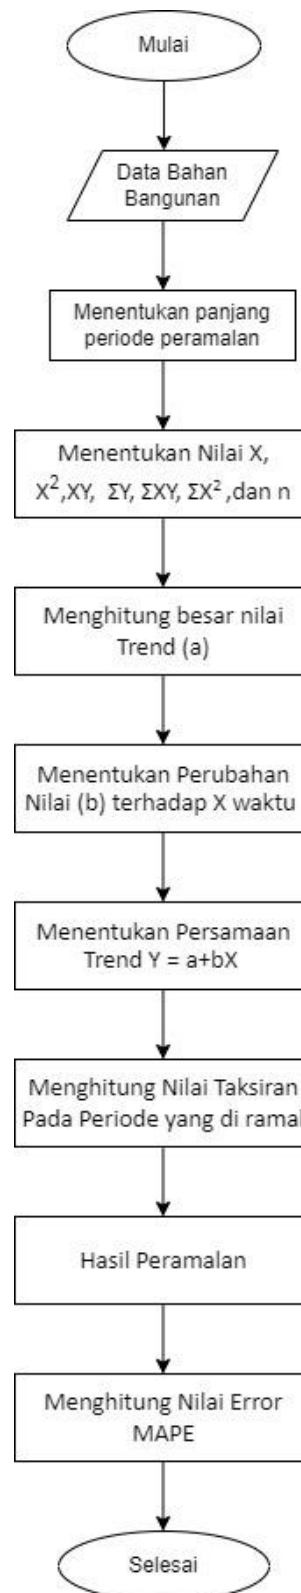 Mulai
Data Bahan
Bangunan
Menentukan panjang
periode peramalan
Menentukan Nilai X,
X²,XY, ΣY, ΣXY, ΣX² ,dan n
Menghitung besar nilai
Trend (a)
Menentukan Perubahan
Nilai (b) terhadap X waktu
Menentukan Persamaan
Trend Y = a+bX
Menghitung Nilai Taksiran
Pada Periode yang di ramal
Hasil Peramalan
Menghitung Nilai Error
MAPE
Selesai